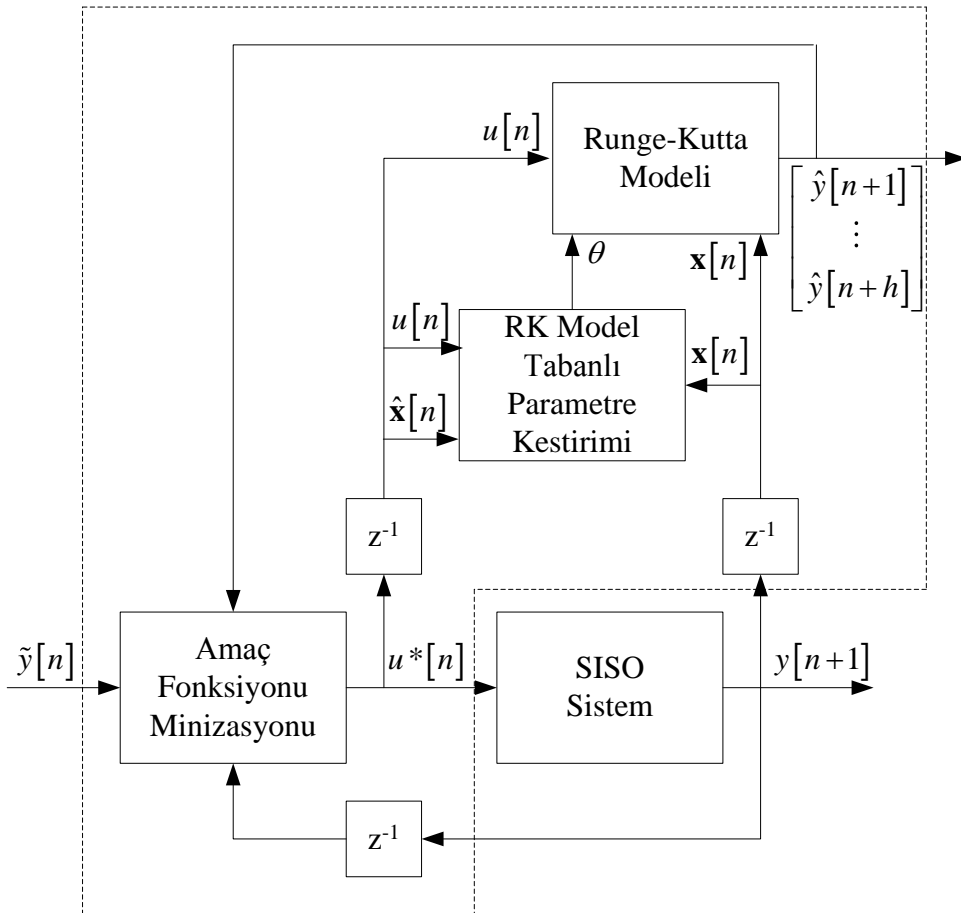 u[n]
Runge-Kutta
Modeli
ŷ[n+1]
⋮
ŷ[n+h]
θ
x[n]
u[n]
RK Model
Tabanlı
Parametre
Kestirimi
x[n]
x̂[n]
z⁻¹
z⁻¹
ỹ[n]
Amaç
Fonksiyonu
Minizasyonu
u*[n]
SISO
Sistem
y[n+1]
z⁻¹